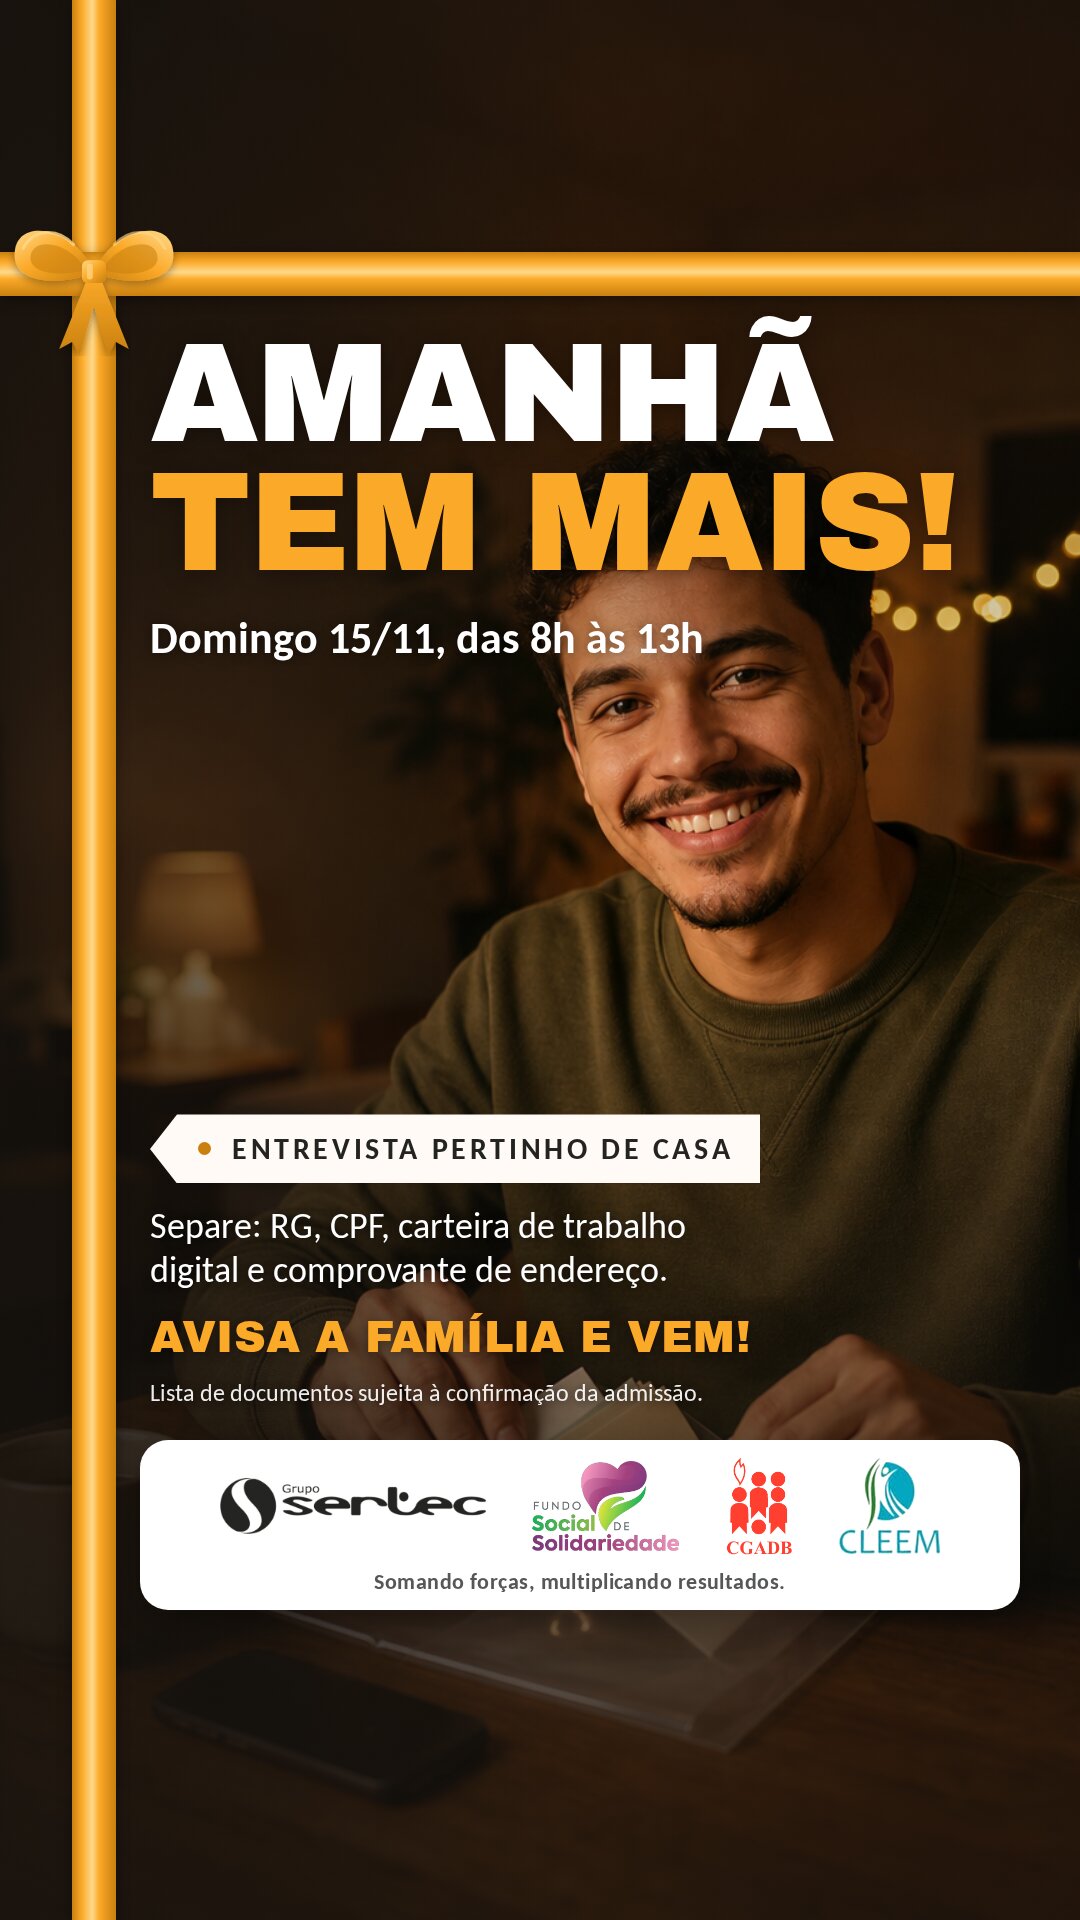 AMANHÃ
TEM MAIS!
Domingo 15/11, das 8h às 13h
ENTREVISTA PERTINHO DE CASA
Separe: RG, CPF, carteira de trabalho
digital e comprovante de endereço.
AVISA A FAMÍLIA E VEM!
Lista de documentos sujeita à confirmação da admissão.
Grupo
sertec
FUNDO
Social DE
Solidariedade
CGADB
CLEEM
Somando forças, multiplicando resultados.